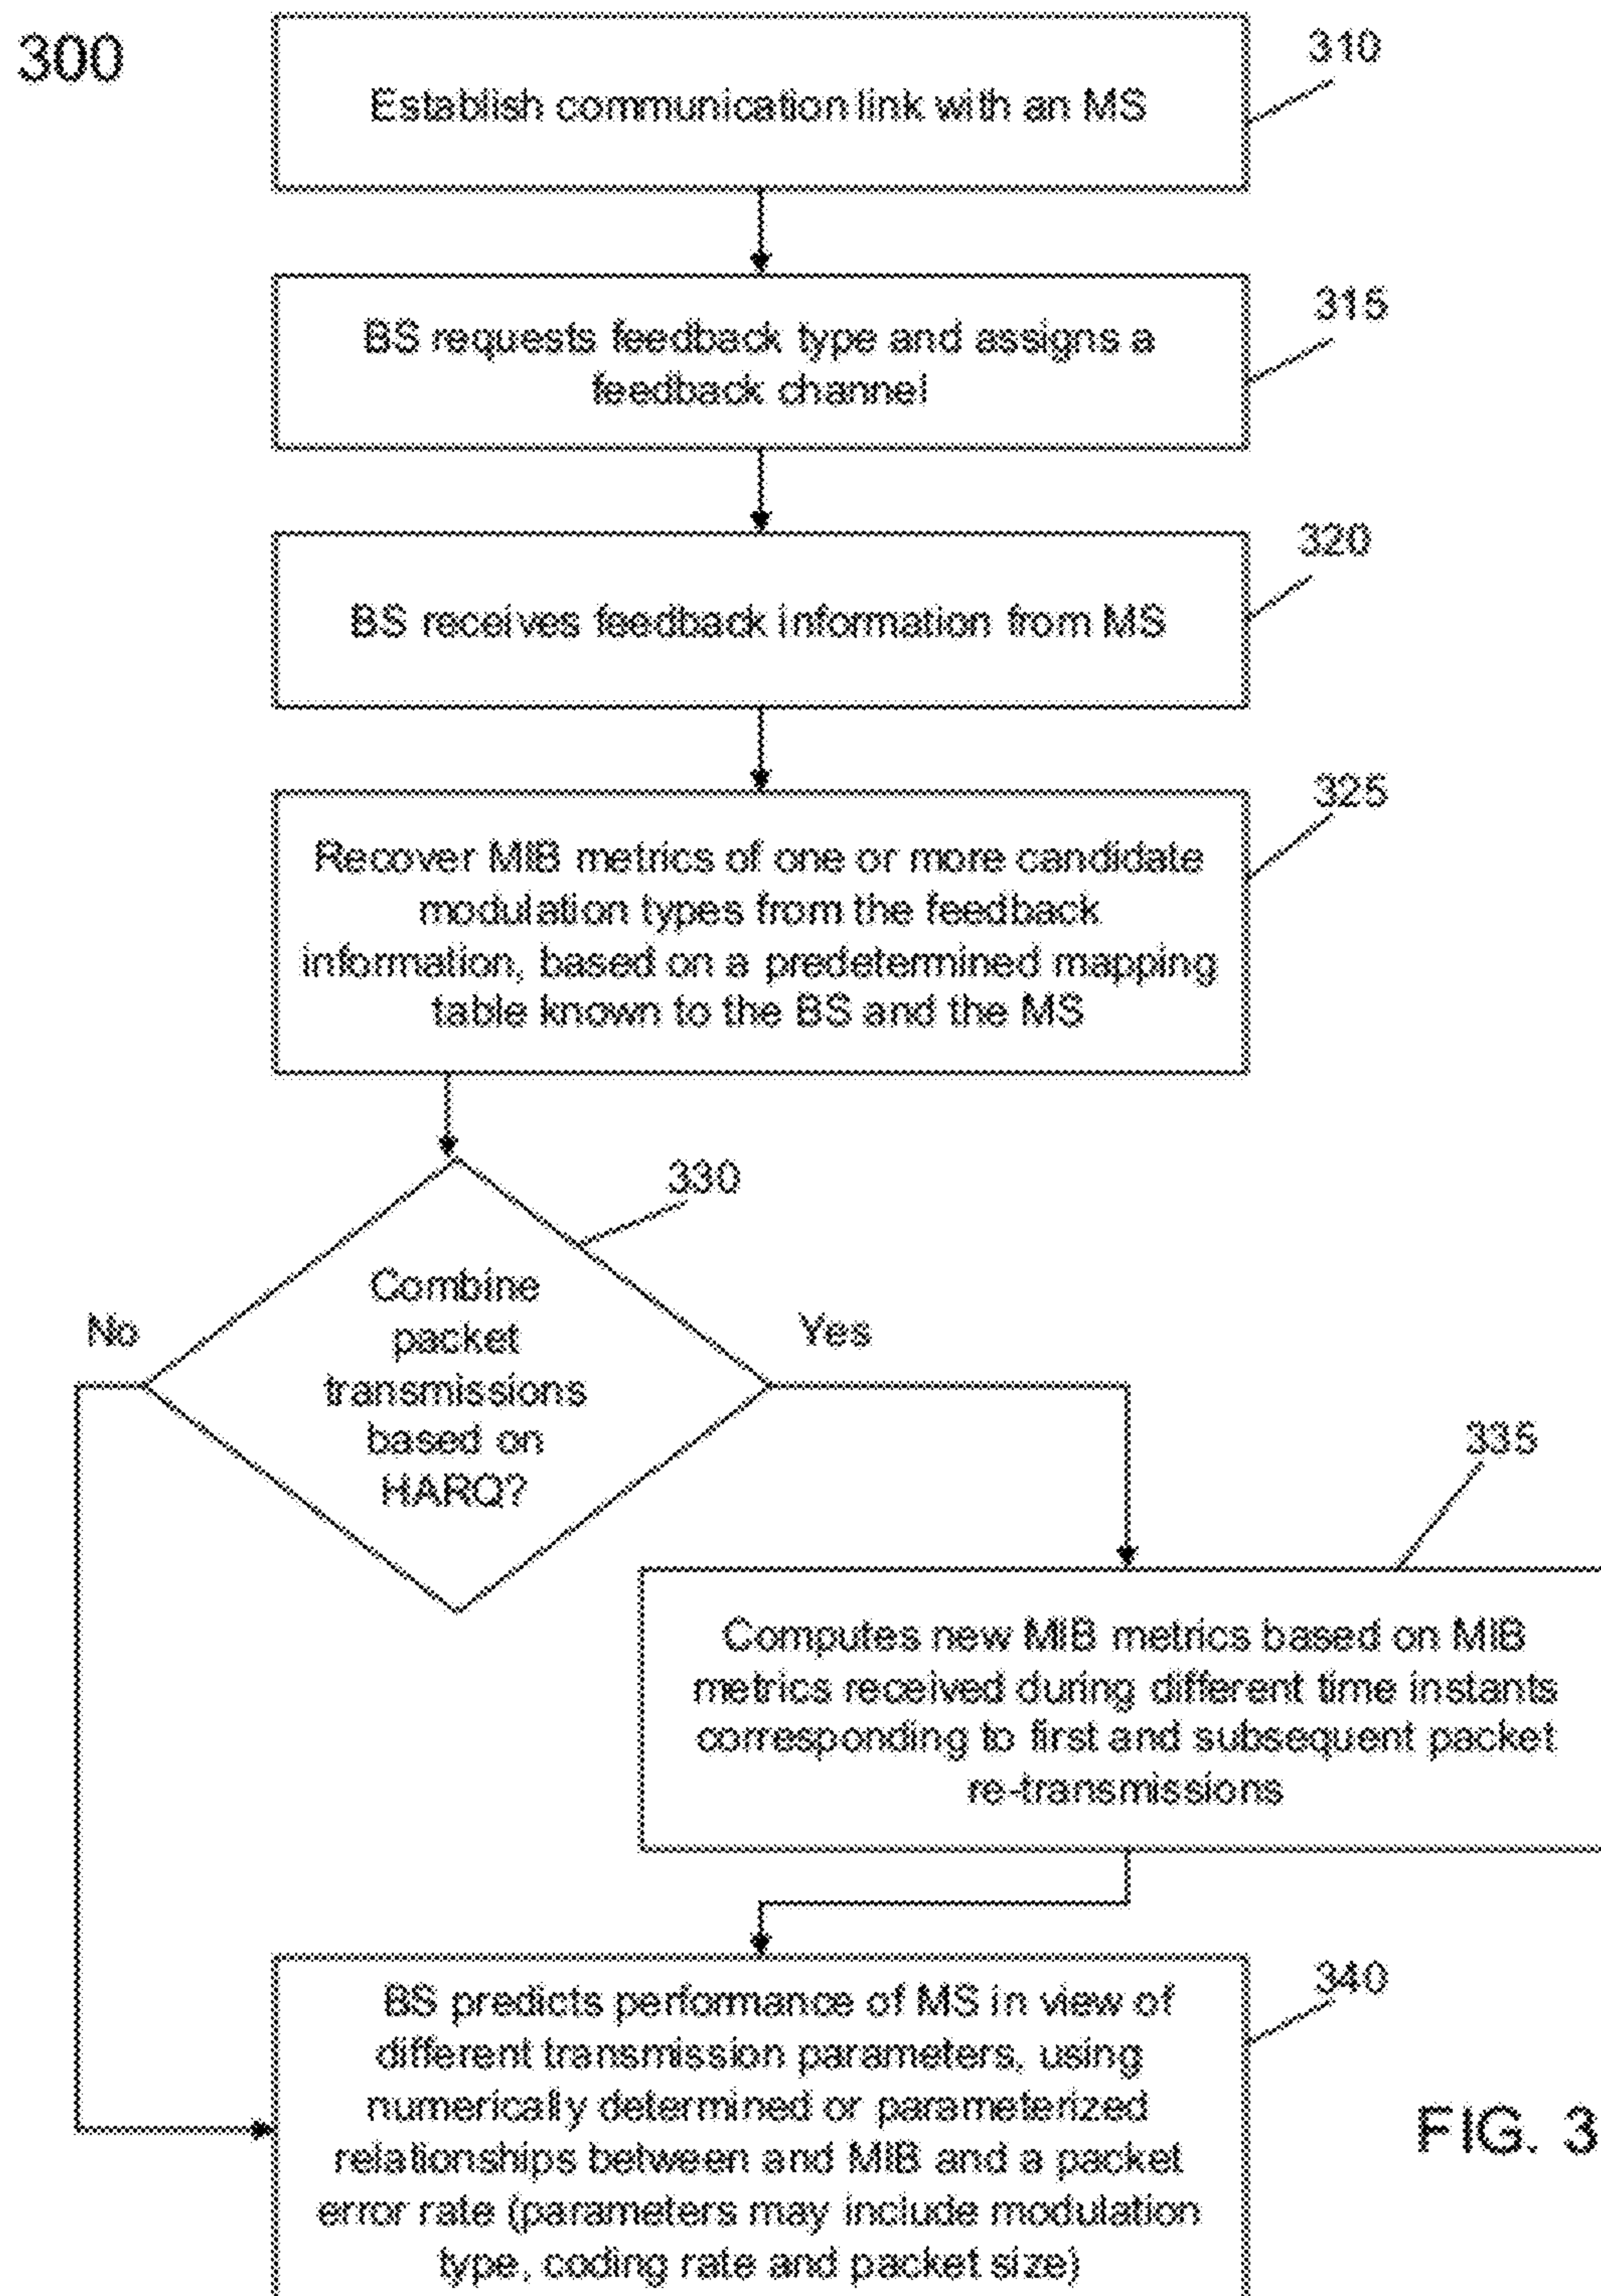 300
310
Establish communication link with an MS
315
BS requests feedback type and assigns a
feedback channel
320
BS receives feedback information from MS
325
Recover MIB metrics of one or more candidate
modulation types from the feedback
information, based on a predetermined mapping
table known to the BS and the MS
330
Combine
packet
transmissions
based on
HARQ?
No
Yes
335
Computes new MIB metrics based on MIB
metrics received during different time instants
corresponding to first and subsequent packet
re-transmissions
340
BS predicts performance of MS in view of
different transmission parameters, using
numerically determined or parameterized
relationships between and MIB and a packet
error rate (parameters may include modulation
type, coding rate and packet size)
FIG. 3